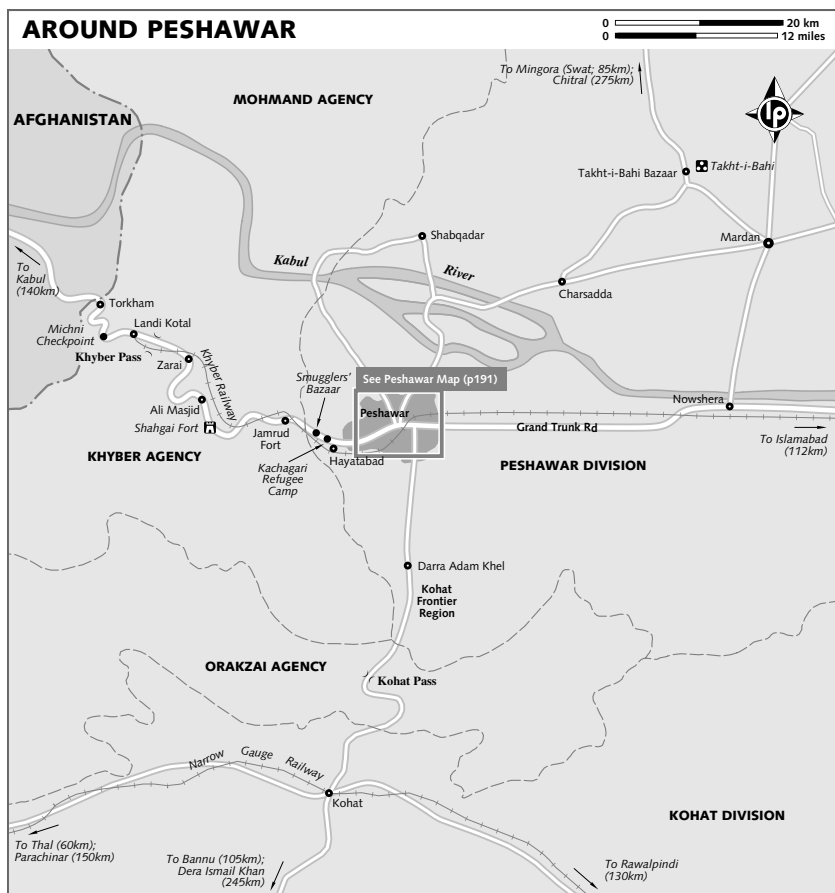 AROUND PESHAWAR
0 20 km
0 12 miles
To Mingora (Swat; 85km);
Chitral (275km)
MOHMAND AGENCY
lp
AFGHANISTAN
Takht-i-Bahi Bazaar
Takht-i-Bahi
Shabqadar
Mardan
To
Kabul
(140km)
Kabul
River
Charsadda
Torkham
Michni
Checkpoint
Landi Kotal
Khyber Pass
Zarai
Khyber Railway
Smugglers'
Bazaar
See Peshawar Map (p191)
Ali Masjid
Peshawar
Nowshera
Shahgai Fort
Jamrud
Fort
Grand Trunk Rd
To Islamabad
(112km)
KHYBER AGENCY
Hayatabad
Kachagari
Refugee
Camp
PESHAWAR DIVISION
Darra Adam Khel
Kohat
Frontier
Region
ORAKZAI AGENCY
Kohat Pass
Narrow Gauge Railway
Kohat
KOHAT DIVISION
To Thal (60km);
Parachinar (150km)
To Bannu (105km);
Dera Ismail Khan
(245km)
To Rawalpindi
(130km)